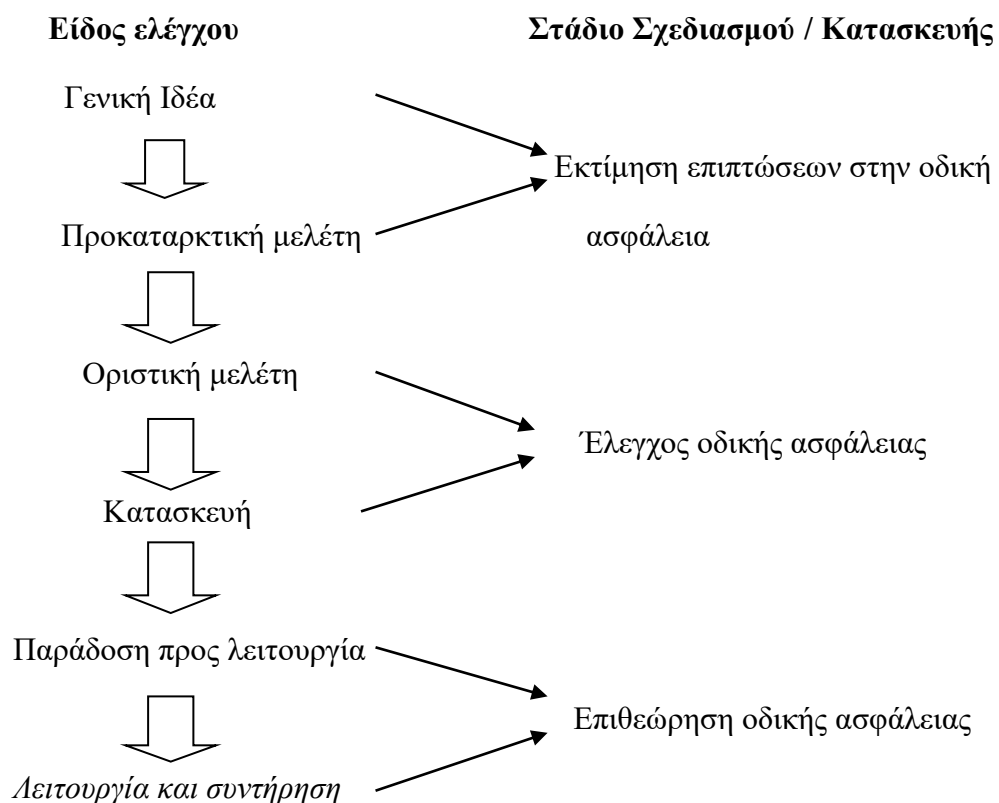 Είδος ελέγχου
Στάδιο Σχεδιασμού / Κατασκευής
Γενική Ιδέα
Εκτίμηση επιπτώσεων στην οδική
Προκαταρκτική μελέτη
ασφάλεια
Οριστική μελέτη
Έλεγχος οδικής ασφάλειας
Κατασκευή
Παράδοση προς λειτουργία
Επιθεώρηση οδικής ασφάλειας
Λειτουργία και συντήρηση